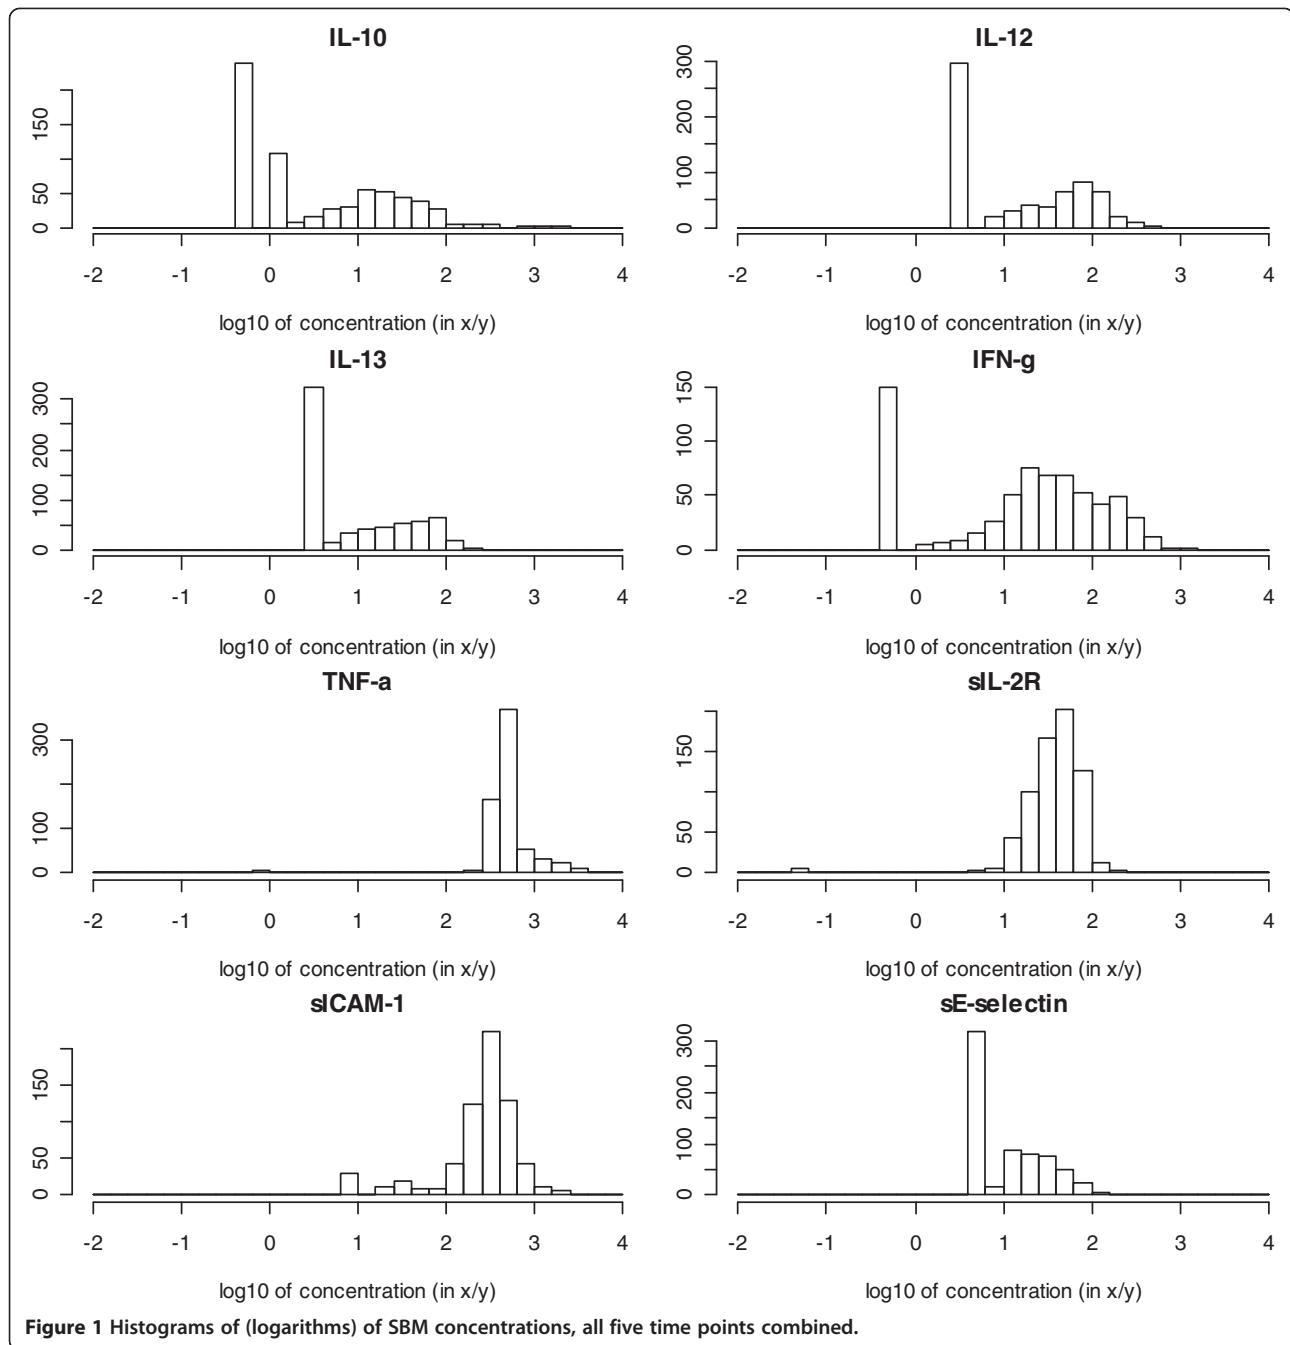 IL-10
0 50 150
-2 -1 0 1 2 3 4
log10 of concentration (in x/y)
IL-12
0 100 200 300
-2 -1 0 1 2 3 4
log10 of concentration (in x/y)
IL-13
0 100 200 300
-2 -1 0 1 2 3 4
log10 of concentration (in x/y)
IFN-g
0 50 100 150
-2 -1 0 1 2 3 4
log10 of concentration (in x/y)
TNF-a
0 100 300
-2 -1 0 1 2 3 4
log10 of concentration (in x/y)
sIL-2R
0 50 150
-2 -1 0 1 2 3 4
log10 of concentration (in x/y)
sICAM-1
0 50 150
-2 -1 0 1 2 3 4
log10 of concentration (in x/y)
sE-selectin
0 100 200 300
-2 -1 0 1 2 3 4
log10 of concentration (in x/y)
Figure 1 Histograms of (logarithms) of SBM concentrations, all five time points combined.